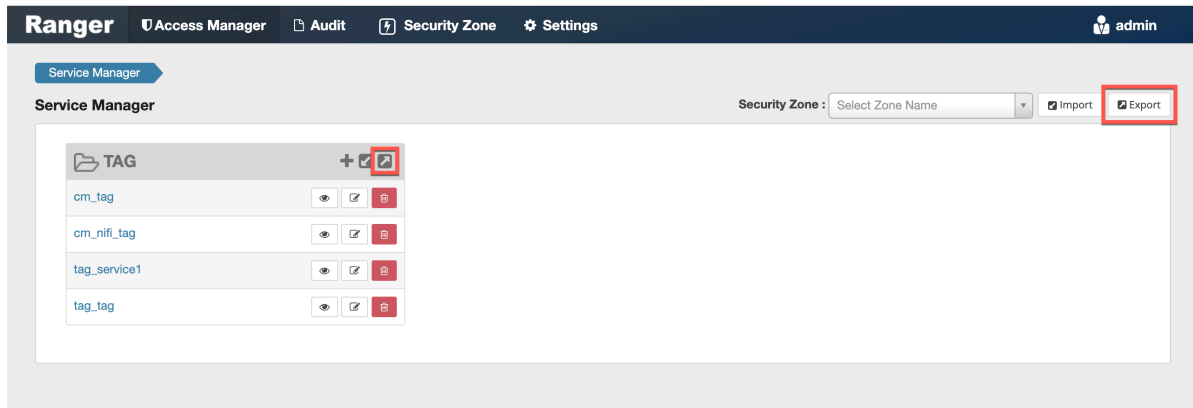 Ranger Access Manager Audit Security Zone Settings admin
Service Manager
Service Manager Security Zone : Select Zone Name Import Export
TAG
cm_tag
cm_nifi_tag
tag_service1
tag_tag